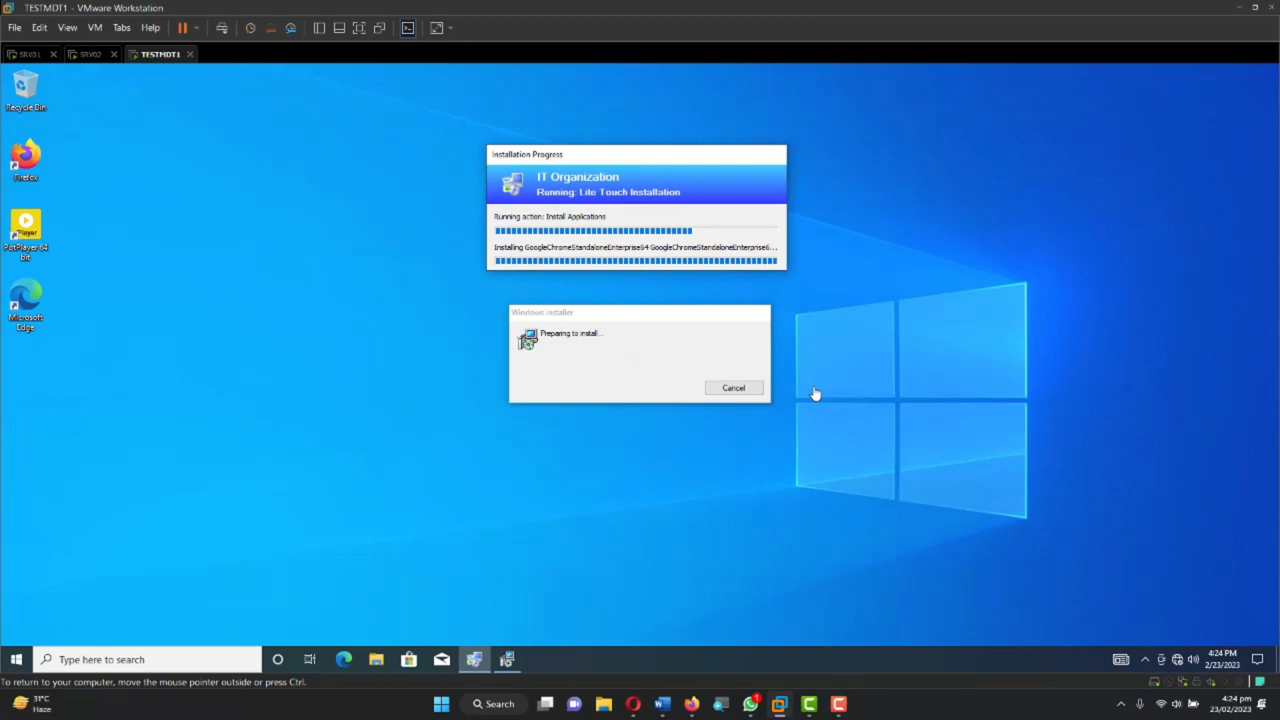 TESTMDT1 - VMware Workstation
File Edit View VM Tabs Help
SRV01 SRV02 TESTMDT1
Recycle Bin
Firefox
Player
PotPlayer 64 bit
Microsoft Edge
Installation Progress
IT Organization
Running: Lite Touch Installation
Running action: Install Applications
Installing GoogleChromeStandaloneEnterprise64 GoogleChromeStandaloneEnterprise6...
Windows Installer
Preparing to install...
Cancel
Type here to search
4:24 PM
2/23/2023
To return to your computer, move the mouse pointer outside or press Ctrl.
31°C
Haze
Search
1
4:24 pm
23/02/2023